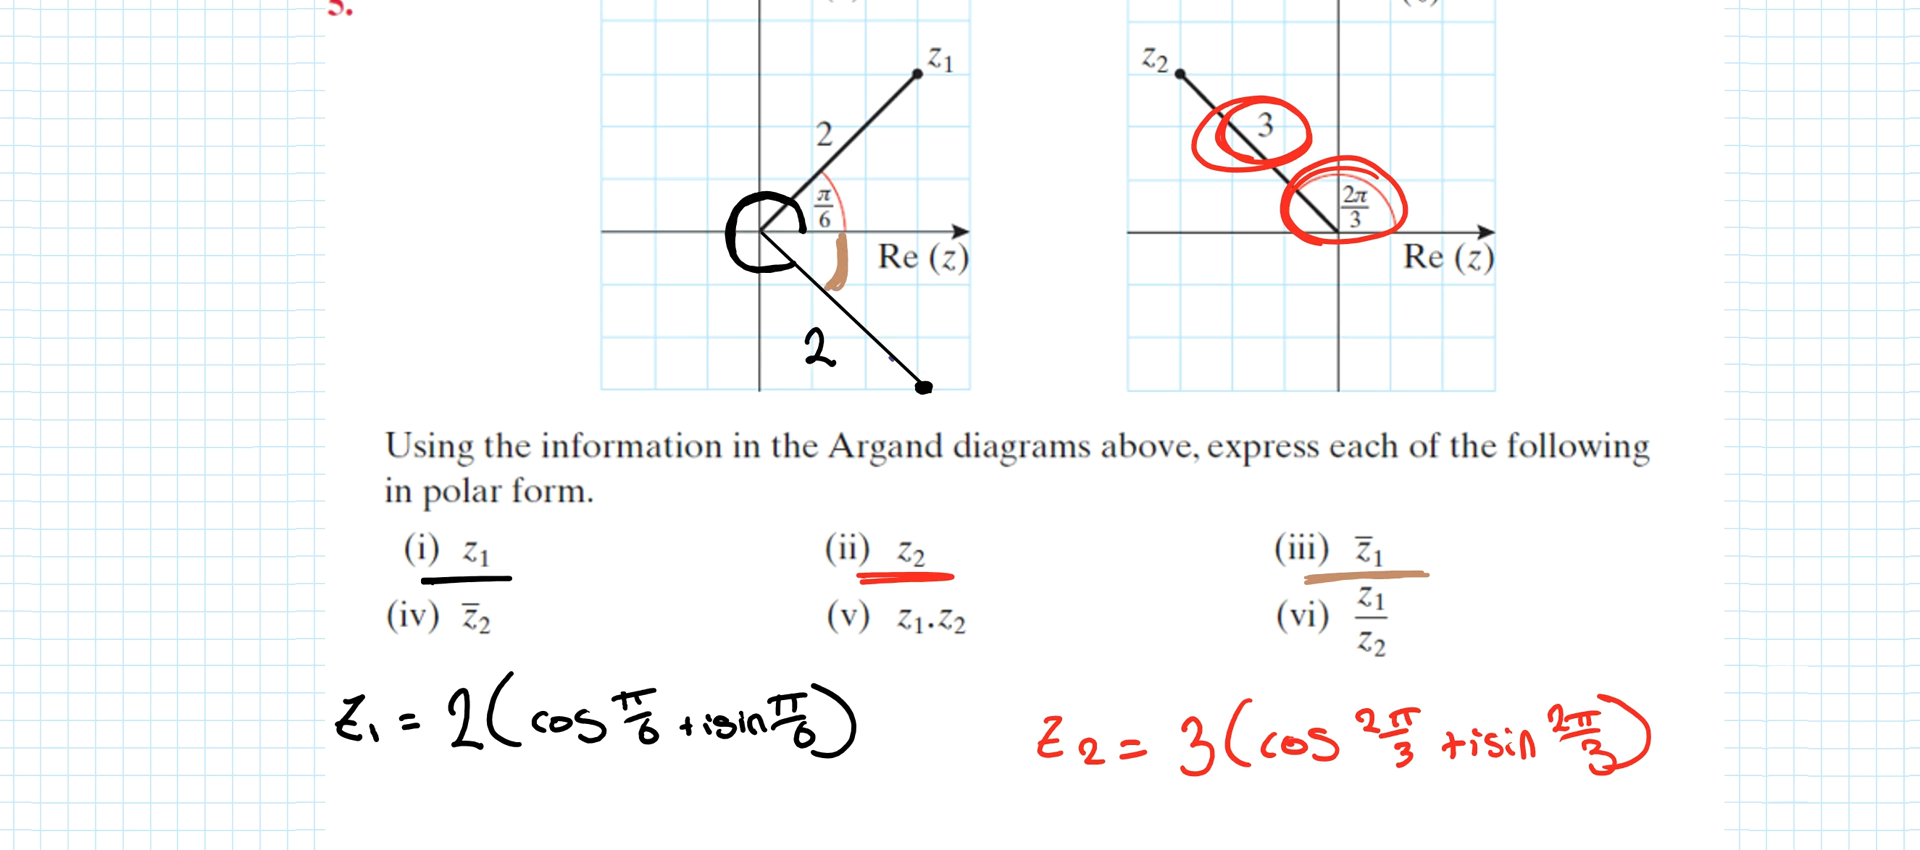 5.
z1
z2
2
3
π/6
2π/3
Re (z)
Re (z)
2
Using the information in the Argand diagrams above, express each of the following
in polar form.
(i) z1 (ii) z2 (iii) z̄1
(iv) z̄2 (v) z1.z2 (vi) z1/z2
z1 = 2(cos π/6 + i sin π/6) z2 = 3(cos 2π/3 + i sin 2π/3)